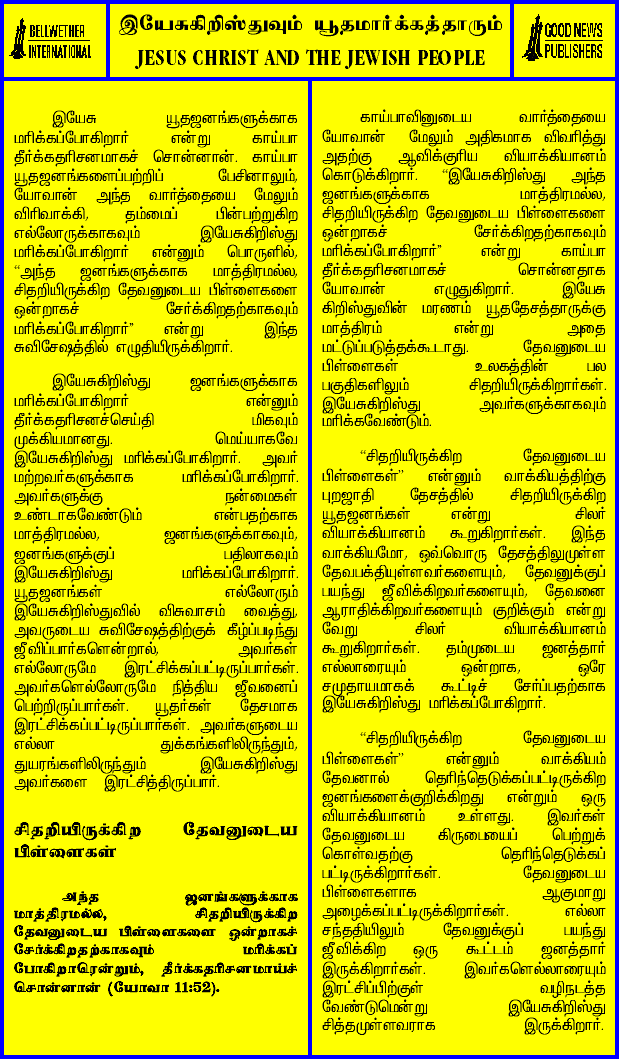 BELLWETHER
INTERNATIONAL
இயேசுகிறிஸ்துவும் யூதமார்க்கத்தாரும்
JESUS CHRIST AND THE JEWISH PEOPLE
GOOD NEWS
PUBLISHERS
இயேசு யூதஜனங்களுக்காக
மரிக்கப்போகிறார் என்று காய்பா
தீர்க்கதரிசனமாகச் சொன்னான். காய்பா
யூதஜனங்களைப்பற்றிப் பேசினாலும்,
யோவான் அந்த வார்த்தையை மேலும்
விரிவாக்கி, தம்மைப் பின்பற்றுகிற
எல்லோருக்காகவும் இயேசுகிறிஸ்து
மரிக்கப்போகிறார் என்னும் பொருளில்,
“அந்த ஜனங்களுக்காக மாத்திரமல்ல,
சிதறியிருக்கிற தேவனுடைய பிள்ளைகளை
ஒன்றாகச் சேர்க்கிறதற்காகவும்
மரிக்கப்போகிறார்” என்று இந்த
சுவிசேஷத்தில் எழுதியிருக்கிறார்.
இயேசுகிறிஸ்து ஜனங்களுக்காக
மரிக்கப்போகிறார் என்னும்
தீர்க்கதரிசனச்செய்தி மிகவும்
முக்கியமானது. மெய்யாகவே
இயேசுகிறிஸ்து மரிக்கப்போகிறார். அவர்
மற்றவர்களுக்காக மரிக்கப்போகிறார்.
அவர்களுக்கு நன்மைகள்
உண்டாகவேண்டும் என்பதற்காக
மாத்திரமல்ல, ஜனங்களுக்காகவும்,
ஜனங்களுக்குப் பதிலாகவும்
இயேசுகிறிஸ்து மரிக்கப்போகிறார்.
யூதஜனங்கள் எல்லோரும்
இயேசுகிறிஸ்துவில் விசுவாசம் வைத்து,
அவருடைய சுவிசேஷத்திற்குக் கீழ்ப்படிந்து
ஜீவிப்பார்களென்றால், அவர்கள்
எல்லோருமே இரட்சிக்கப்பட்டிருப்பார்கள்.
அவர்களெல்லோருமே நித்திய ஜீவனைப்
பெற்றிருப்பார்கள். யூதர்கள் தேசமாக
இரட்சிக்கப்பட்டிருப்பார்கள். அவர்களுடைய
எல்லா துக்கங்களிலிருந்தும்,
துயரங்களிலிருந்தும் இயேசுகிறிஸ்து
அவர்களை இரட்சித்திருப்பார்.
சிதறியிருக்கிற தேவனுடைய
பிள்ளைகள்
அந்த ஜனங்களுக்காக
மாத்திரமல்ல, சிதறியிருக்கிற
தேவனுடைய பிள்ளைகளை ஒன்றாகச்
சேர்க்கிறதற்காகவும் மரிக்கப்
போகிறாரென்றும், தீர்க்கதரிசனமாய்ச்
சொன்னான் (யோவா 11:52).
காய்பாவினுடைய வார்த்தையை
யோவான் மேலும் அதிகமாக விவரித்து
அதற்கு ஆவிக்குரிய வியாக்கியானம்
கொடுக்கிறார். “இயேசுகிறிஸ்து அந்த
ஜனங்களுக்காக மாத்திரமல்ல,
சிதறியிருக்கிற தேவனுடைய பிள்ளைகளை
ஒன்றாகச் சேர்க்கிறதற்காகவும்
மரிக்கப்போகிறார்” என்று காய்பா
தீர்க்கதரிசனமாகச் சொன்னதாக
யோவான் எழுதுகிறார். இயேசு
கிறிஸ்துவின் மரணம் யூததேசத்தாருக்கு
மாத்திரம் என்று அதை
மட்டுப்படுத்தக்கூடாது. தேவனுடைய
பிள்ளைகள் உலகத்தின் பல
பகுதிகளிலும் சிதறியிருக்கிறார்கள்.
இயேசுகிறிஸ்து அவர்களுக்காகவும்
மரிக்கவேண்டும்.
“சிதறியிருக்கிற தேவனுடைய
பிள்ளைகள்” என்னும் வாக்கியத்திற்கு
புறஜாதி தேசத்தில் சிதறியிருக்கிற
யூதஜனங்கள் என்று சிலர்
வியாக்கியானம் கூறுகிறார்கள். இந்த
வாக்கியமோ, ஒவ்வொரு தேசத்திலுமுள்ள
தேவபக்தியுள்ளவர்களையும், தேவனுக்குப்
பயந்து ஜீவிக்கிறவர்களையும், தேவனை
ஆராதிக்கிறவர்களையும் குறிக்கும் என்று
வேறு சிலர் வியாக்கியானம்
கூறுகிறார்கள். தம்முடைய ஜனத்தார்
எல்லாரையும் ஒன்றாக, ஒரே
சமுதாயமாகக் கூட்டிச் சேர்ப்பதற்காக
இயேசுகிறிஸ்து மரிக்கப்போகிறார்.
“சிதறியிருக்கிற தேவனுடைய
பிள்ளைகள்” என்னும் வாக்கியம்
தேவனால் தெரிந்தெடுக்கப்பட்டிருக்கிற
ஜனங்களைக்குறிக்கிறது என்றும் ஒரு
வியாக்கியானம் உள்ளது. இவர்கள்
தேவனுடைய கிருபையைப் பெற்றுக்
கொள்வதற்கு தெரிந்தெடுக்கப்
பட்டிருக்கிறார்கள். தேவனுடைய
பிள்ளைகளாக ஆகுமாறு
அழைக்கப்பட்டிருக்கிறார்கள். எல்லா
சந்ததியிலும் தேவனுக்குப் பயந்து
ஜீவிக்கிற ஒரு கூட்டம் ஜனத்தார்
இருக்கிறார்கள். இவர்களெல்லாரையும்
இரட்சிப்பிற்குள் வழிநடத்த
வேண்டுமென்று இயேசுகிறிஸ்து
சித்தமுள்ளவராக இருக்கிறார்.